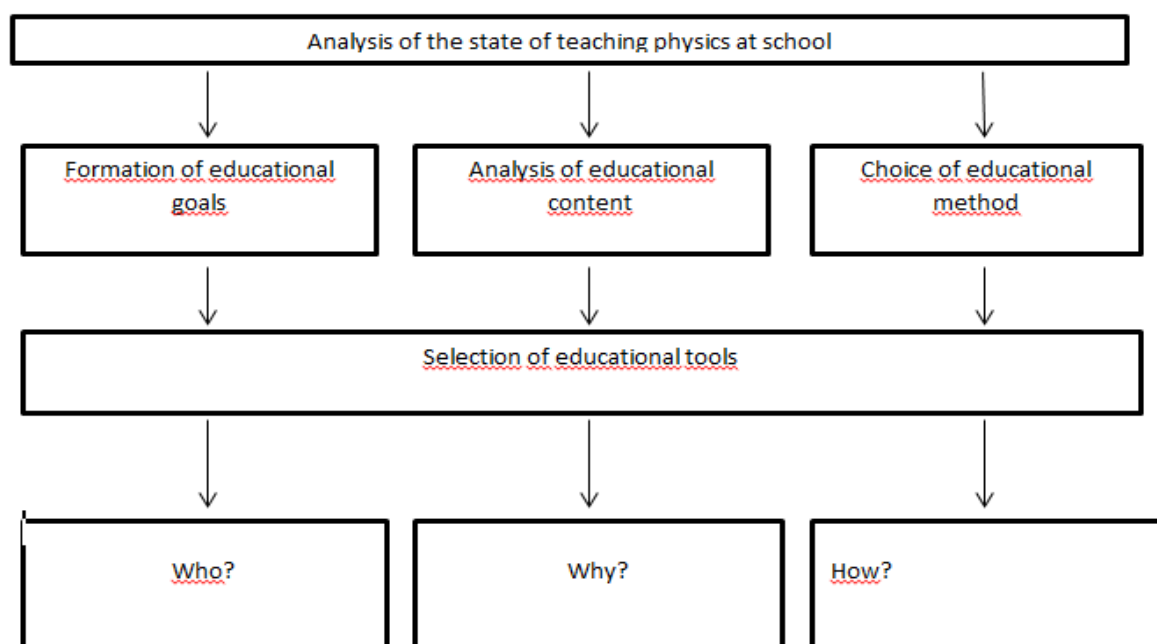 Analysis of the state of teaching physics at school
Formation of educational
goals
Analysis of educational
content
Choice of educational
method
Selection of educational tools
Who?
Why?
How?